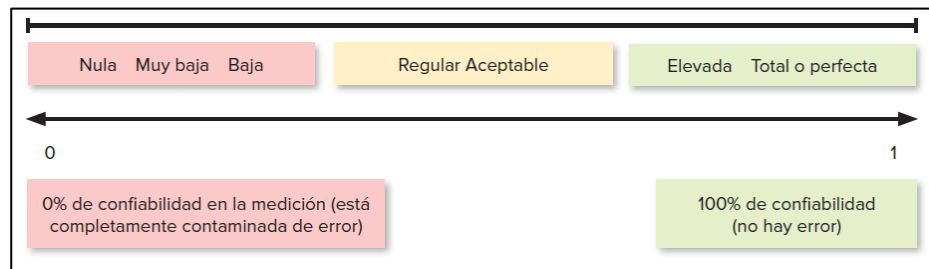 Nula Muy baja Baja
Regular Aceptable
Elevada Total o perfecta
0
1
0% de confiabilidad en la medición (está
completamente contaminada de error)
100% de confiabilidad
(no hay error)